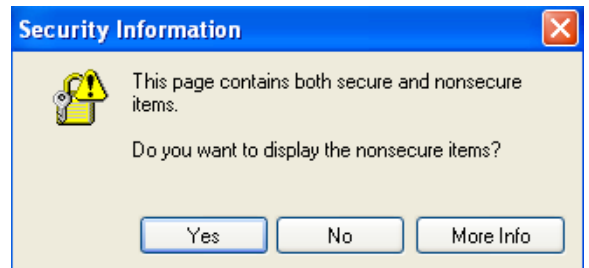 Security Information
This page contains both secure and nonsecure
items.
Do you want to display the nonsecure items?
Yes No More Info